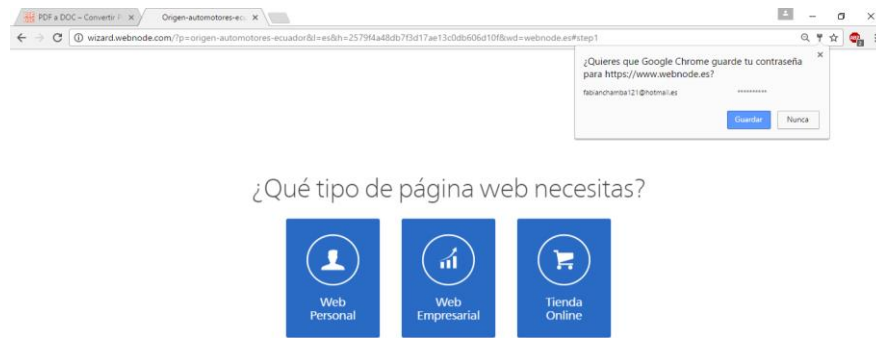 PDF a DOC – Convertir P
Origen-automotores-ecu
wizard.webnode.com/?p=origen-automotores-ecuador&l=es&h=2579f4a48db7f3d17ae13c0db606d10f&wd=webnode.es#step1
¿Quieres que Google Chrome guarde tu contraseña
para https://www.webnode.es?
fabianchamba121@hotmail.es **********
Guardar Nunca
¿Qué tipo de página web necesitas?
Web
Personal
Web
Empresarial
Tienda
Online